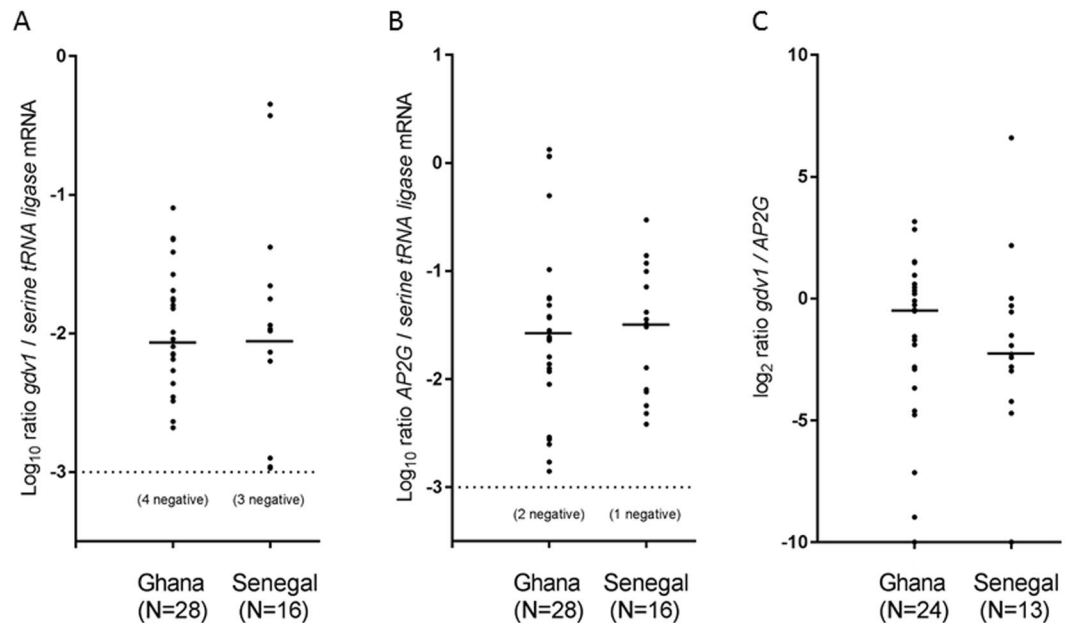 A
Log10 ratio gdv1 / serine tRNA ligase mRNA
0
-1
-2
-3
(4 negative)
(3 negative)
Ghana
(N=28)
Senegal
(N=16)
B
Log10 ratio AP2G / serine tRNA ligase mRNA
1
0
-1
-2
-3
(2 negative)
(1 negative)
Ghana
(N=28)
Senegal
(N=16)
C
log2 ratio gdv1 / AP2G
10
5
-0
-5
-10
Ghana
(N=24)
Senegal
(N=13)